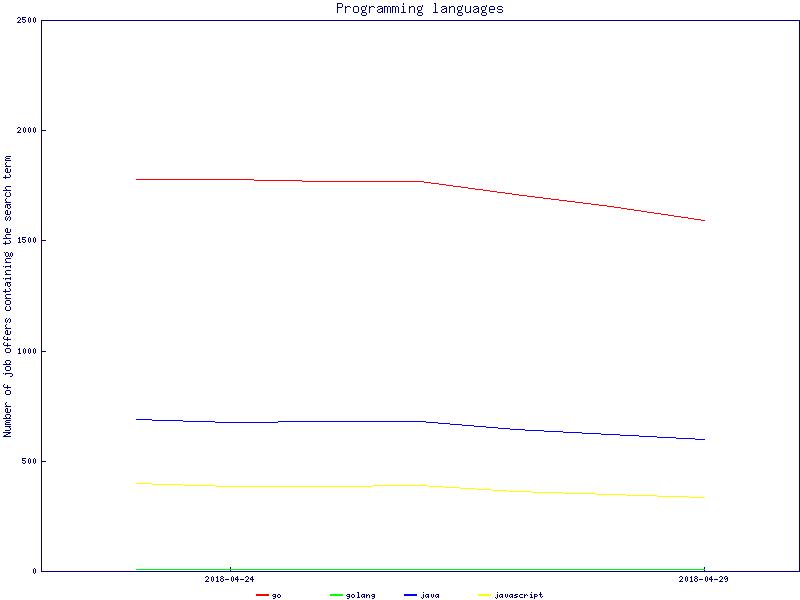 Programming languages
2500
2000
1500
1000
500
0
Number of job offers containing the search term
2018-04-24 2018-04-29
go golang java javascript